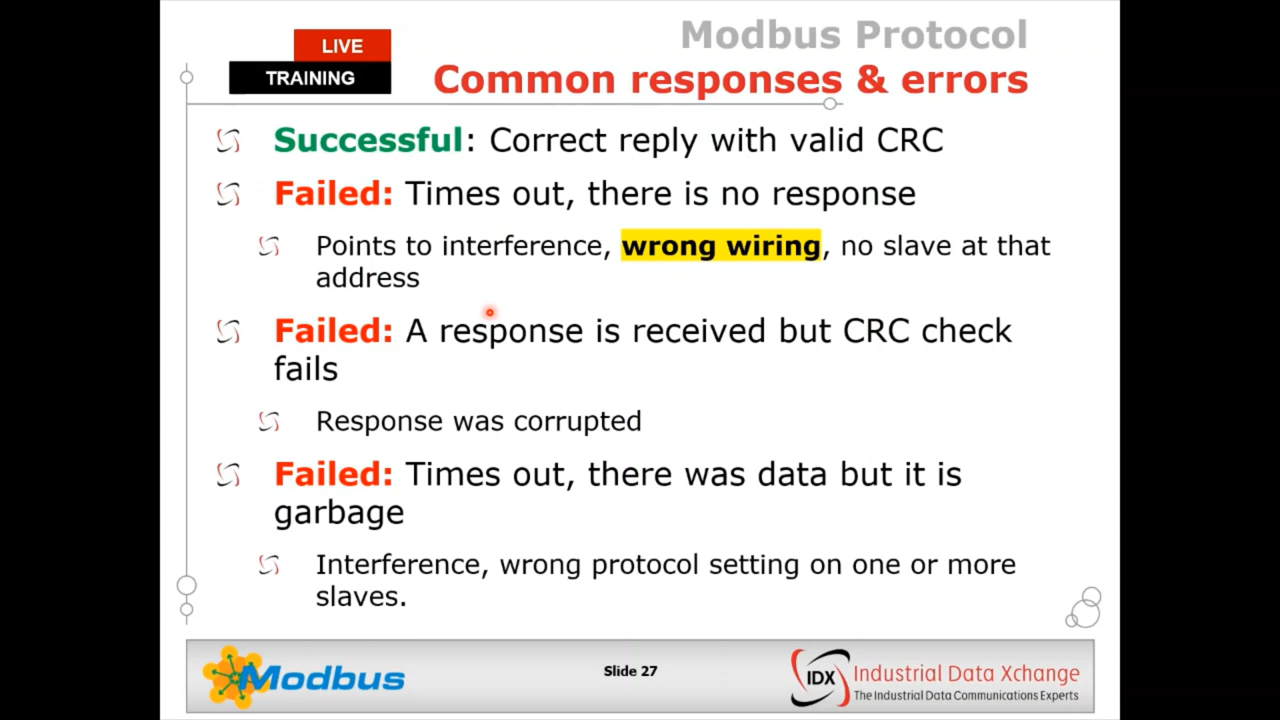 LIVE
TRAINING
Modbus Protocol
Common responses & errors
Successful: Correct reply with valid CRC
Failed: Times out, there is no response
Points to interference, wrong wiring, no slave at that
address
Failed: A response is received but CRC check
fails
Response was corrupted
Failed: Times out, there was data but it is
garbage
Interference, wrong protocol setting on one or more
slaves.
Modbus
Slide 27
IDX
Industrial Data Xchange
The Industrial Data Communications Experts